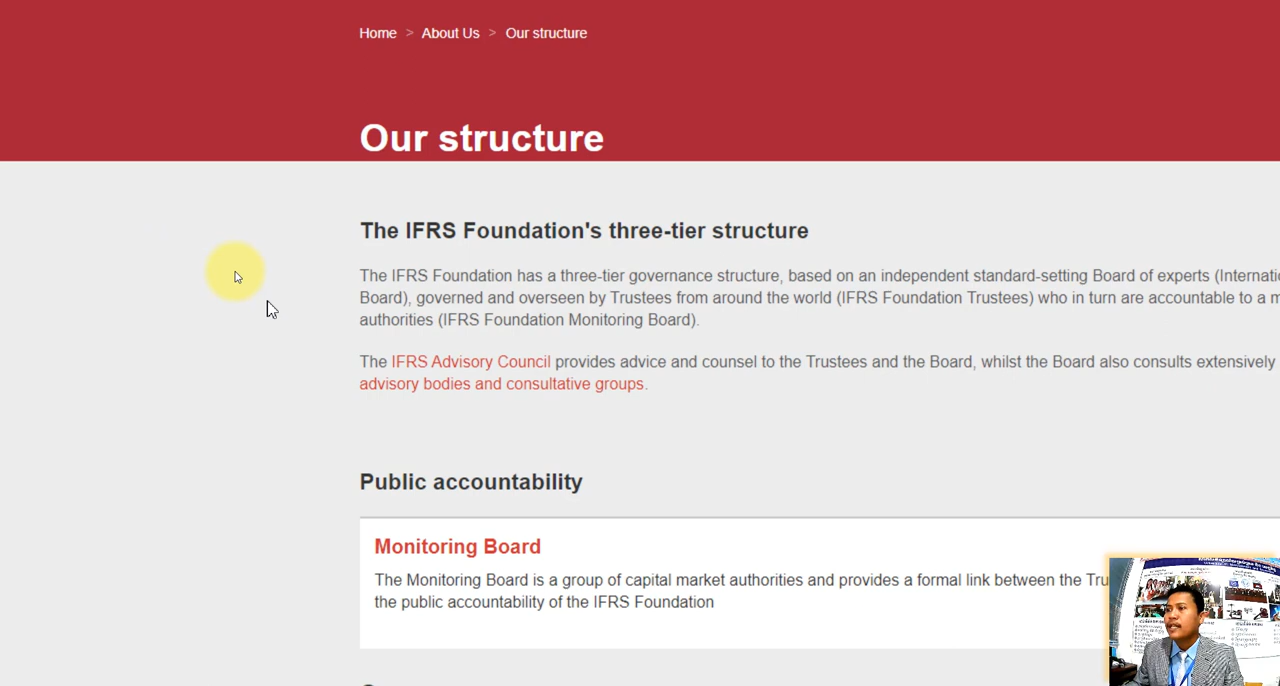 Home > About Us > Our structure
Our structure
The IFRS Foundation's three-tier structure
The IFRS Foundation has a three-tier governance structure, based on an independent standard-setting Board of experts
Board), governed and overseen by Trustees from around the world (IFRS Foundation Trustees) who in turn are accountable to a
authorities (IFRS Foundation Monitoring Board).
The IFRS Advisory Council provides advice and counsel to the Trustees and the Board, whilst the Board also consults extensively
advisory bodies and consultative groups.
Public accountability
Monitoring Board
The Monitoring Board is a group of capital market authorities and provides a formal link between the
the public accountability of the IFRS Foundation